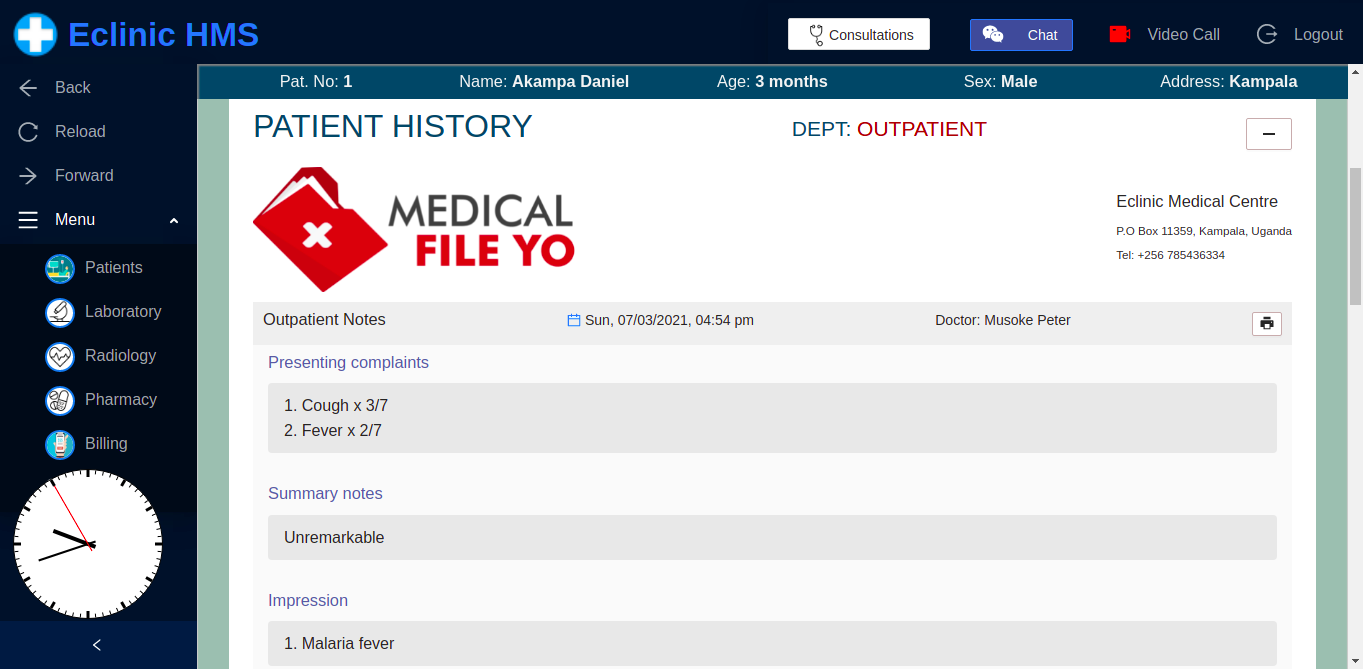 Eclinic HMS
Consultations
Chat
Video Call
Logout
Back
Reload
Forward
Menu
Patients
Laboratory
Radiology
Pharmacy
Billing
Pat. No: 1 Name: Akampa Daniel Age: 3 months Sex: Male Address: Kampala
PATIENT HISTORY
DEPT: OUTPATIENT
MEDICAL
FILE YO
Eclinic Medical Centre
P.O Box 11359, Kampala, Uganda
Tel: +256 785436334
Outpatient Notes Sun, 07/03/2021, 04:54 pm Doctor: Musoke Peter
Presenting complaints
1. Cough x 3/7
2. Fever x 2/7
Summary notes
Unremarkable
Impression
1. Malaria fever